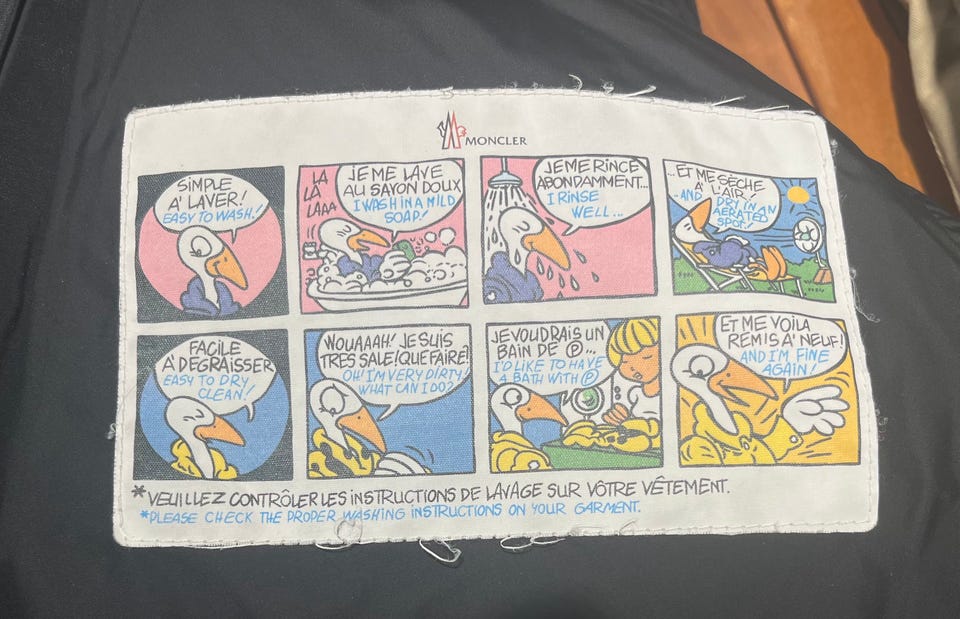 MONCLER
SIMPLE
A' LAVER!
EASY TO WASH!
LA
LA
LAAA
JE ME LAVE
AU SAYON DOUX
I WASH IN A MILD
SOAP!
JE ME RINCE
ABONDAMMENT...
I RINSE
WELL...
...ET ME SÈCHE
A' L'AIR!
-AND DRY IN AN
AERATED
SPOT!
FACILE
A' DÉGRAISSER
EASY TO DRY
CLEAN!
WOUAAAH! JE SUIS
TRES SALE! QUE FAIRE!
OH! I'M VERY DIRTY,
WHAT CAN I DO?
JE VOUDRAIS UN
BAIN DE Ⓟ...
I'D LIKE TO HAVE
A BATH WITH Ⓟ
ET ME VOILA
REMIS A' NEUF!
AND I'M FINE
AGAIN!
*VEUILLEZ CONTRÔLER LES INSTRUCTIONS DE LAVAGE SUR VÔTRE VÊTEMENT.
*PLEASE CHECK THE PROPER WASHING INSTRUCTIONS ON YOUR GARMENT.